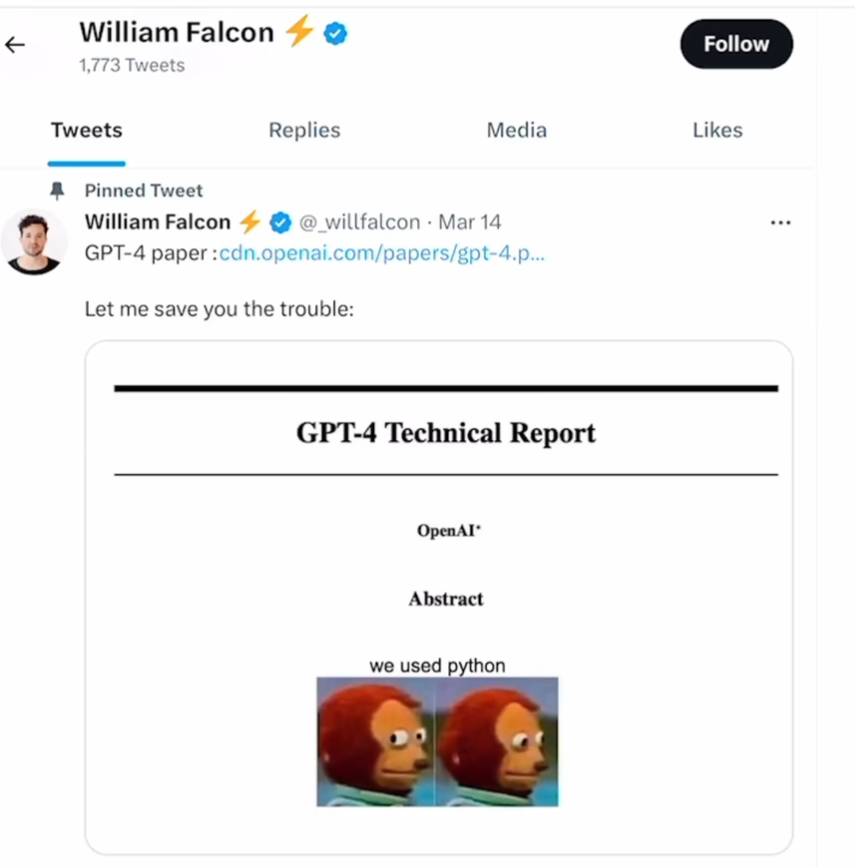 William Falcon ⚡
1,773 Tweets
Follow
Tweets Replies Media Likes
Pinned Tweet
William Falcon ⚡ @_willfalcon · Mar 14
GPT-4 paper :cdn.openai.com/papers/gpt-4.p...
Let me save you the trouble:
GPT-4 Technical Report
OpenAI*
Abstract
we used python